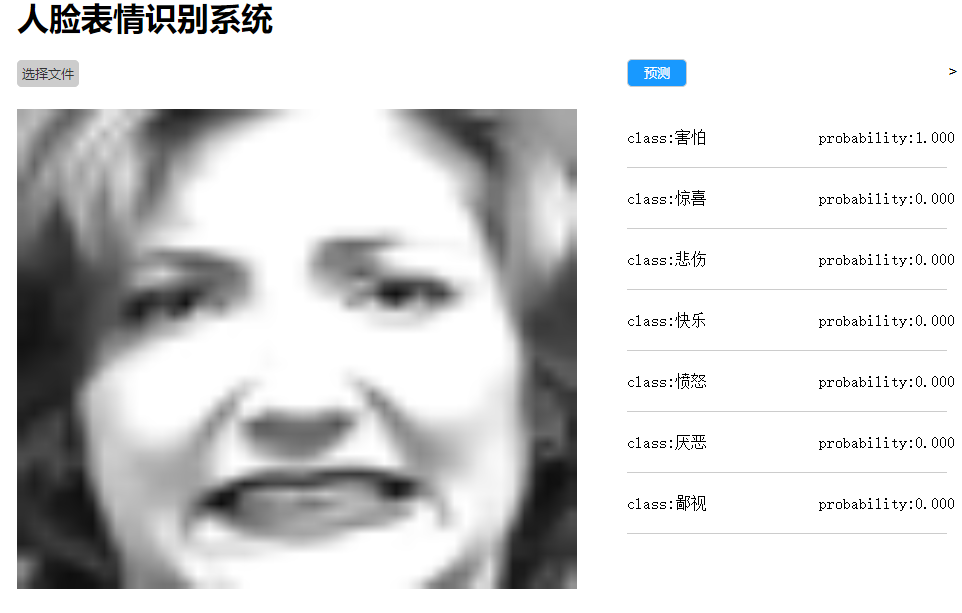 人脸表情识别系统
选择文件
预测 >
class:害怕 probability:1.000
class:惊喜 probability:0.000
class:悲伤 probability:0.000
class:快乐 probability:0.000
class:愤怒 probability:0.000
class:厌恶 probability:0.000
class:鄙视 probability:0.000